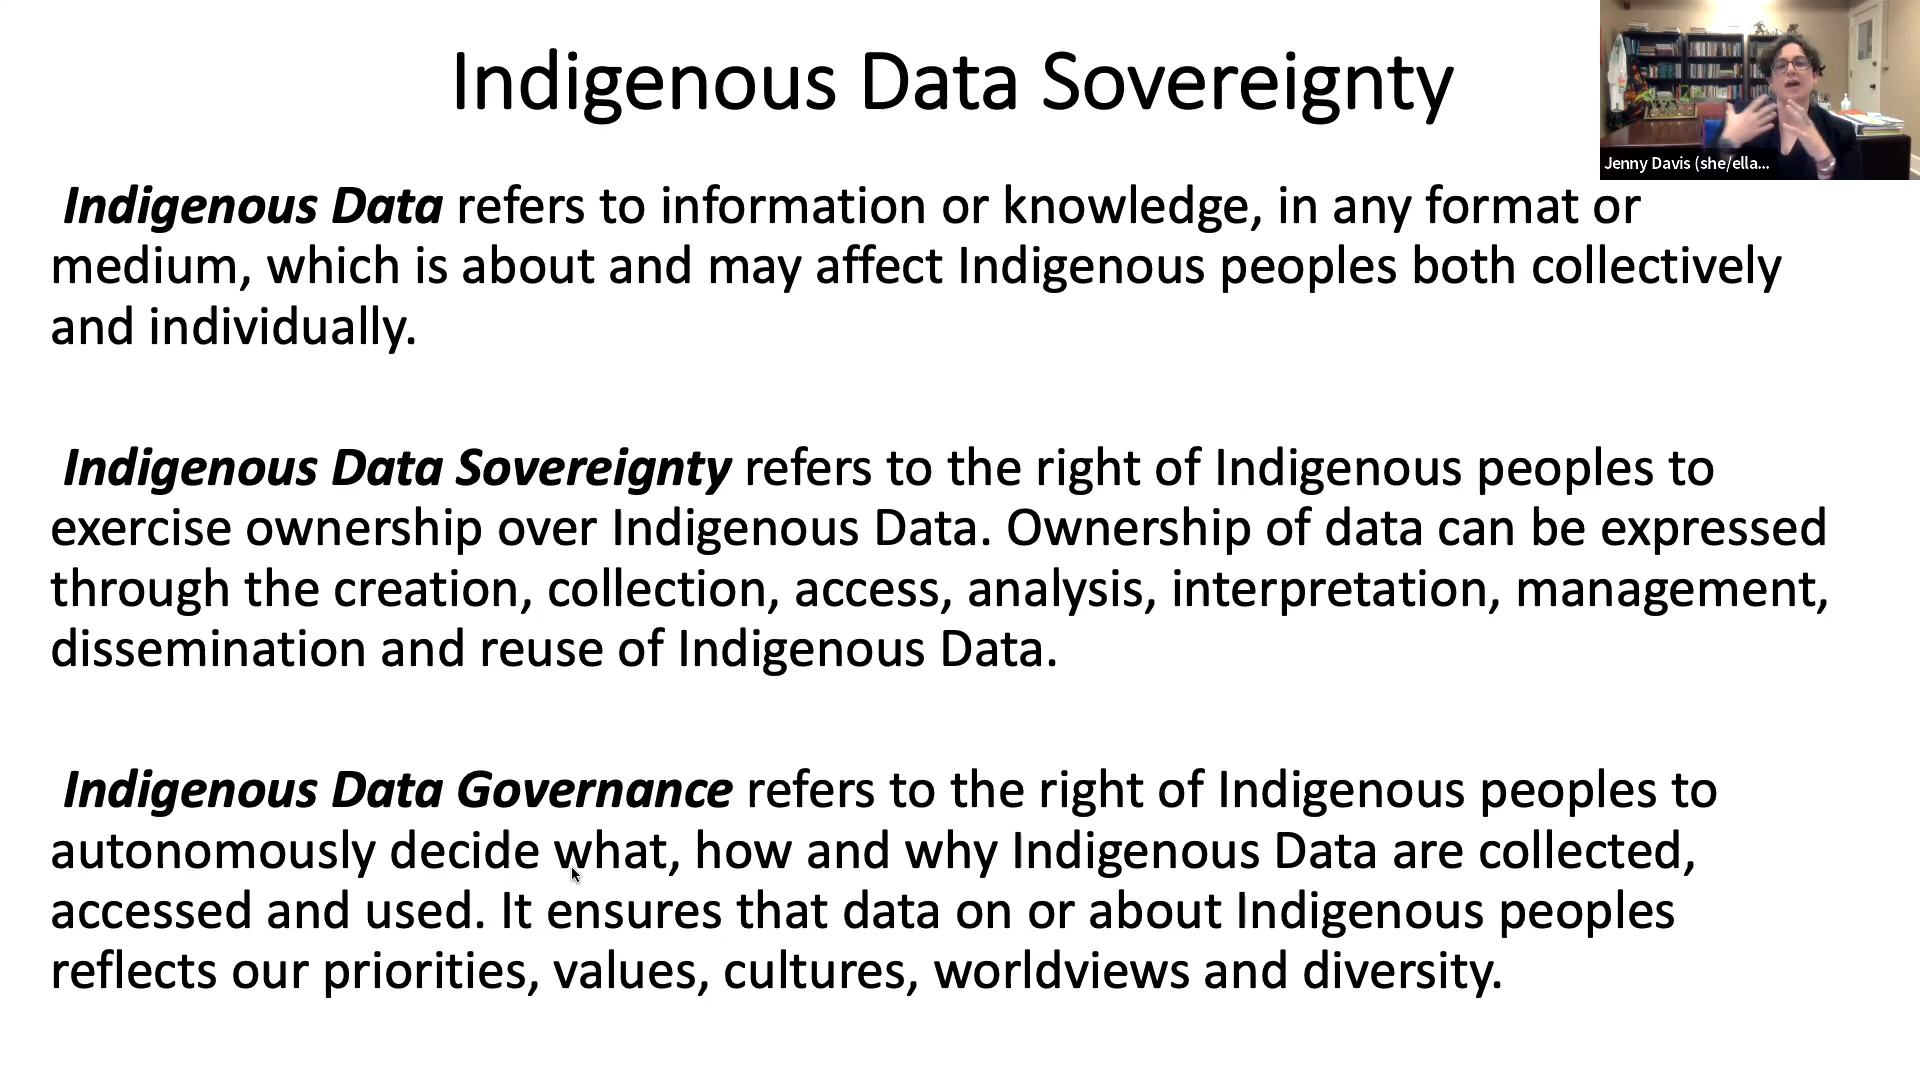 Indigenous Data Sovereignty
Jenny Davis (she/ella...
Indigenous Data refers to information or knowledge, in any format or
medium, which is about and may affect Indigenous peoples both collectively
and individually.
Indigenous Data Sovereignty refers to the right of Indigenous peoples to
exercise ownership over Indigenous Data. Ownership of data can be expressed
through the creation, collection, access, analysis, interpretation, management,
dissemination and reuse of Indigenous Data.
Indigenous Data Governance refers to the right of Indigenous peoples to
autonomously decide what, how and why Indigenous Data are collected,
accessed and used. It ensures that data on or about Indigenous peoples
reflects our priorities, values, cultures, worldviews and diversity.